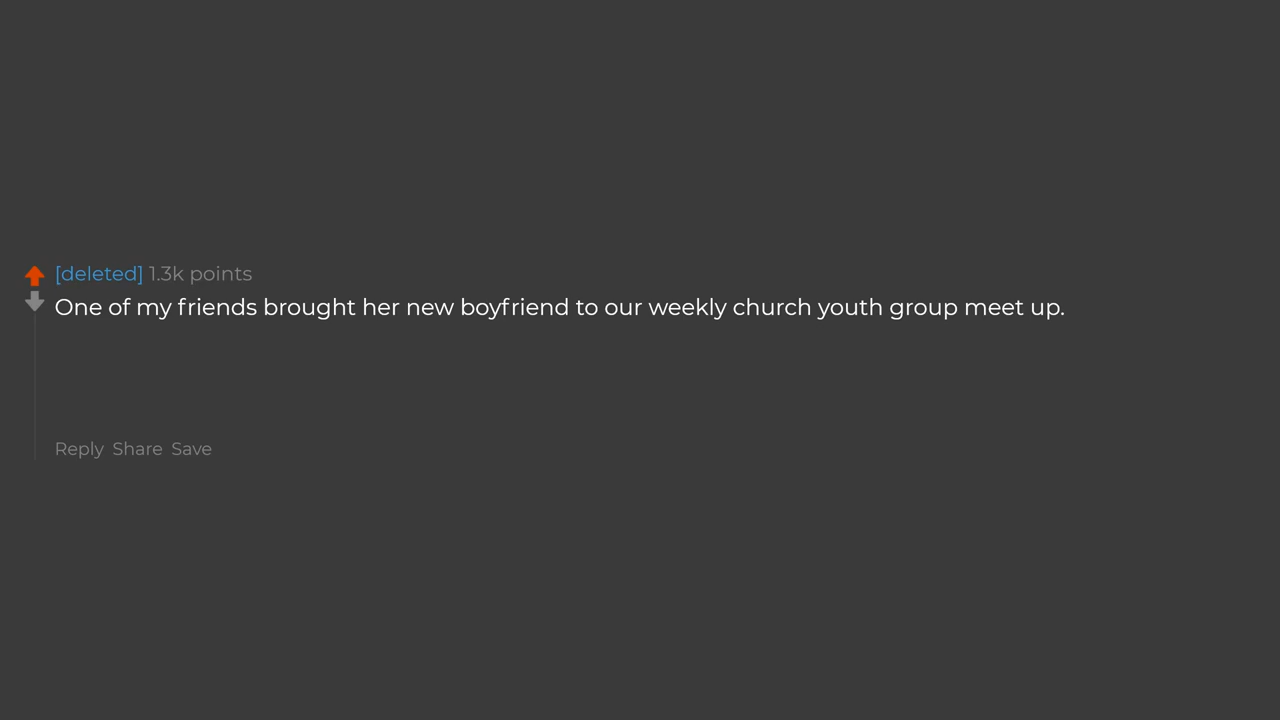 [deleted] 1.3k points
One of my friends brought her new boyfriend to our weekly church youth group meet up.
Reply Share Save